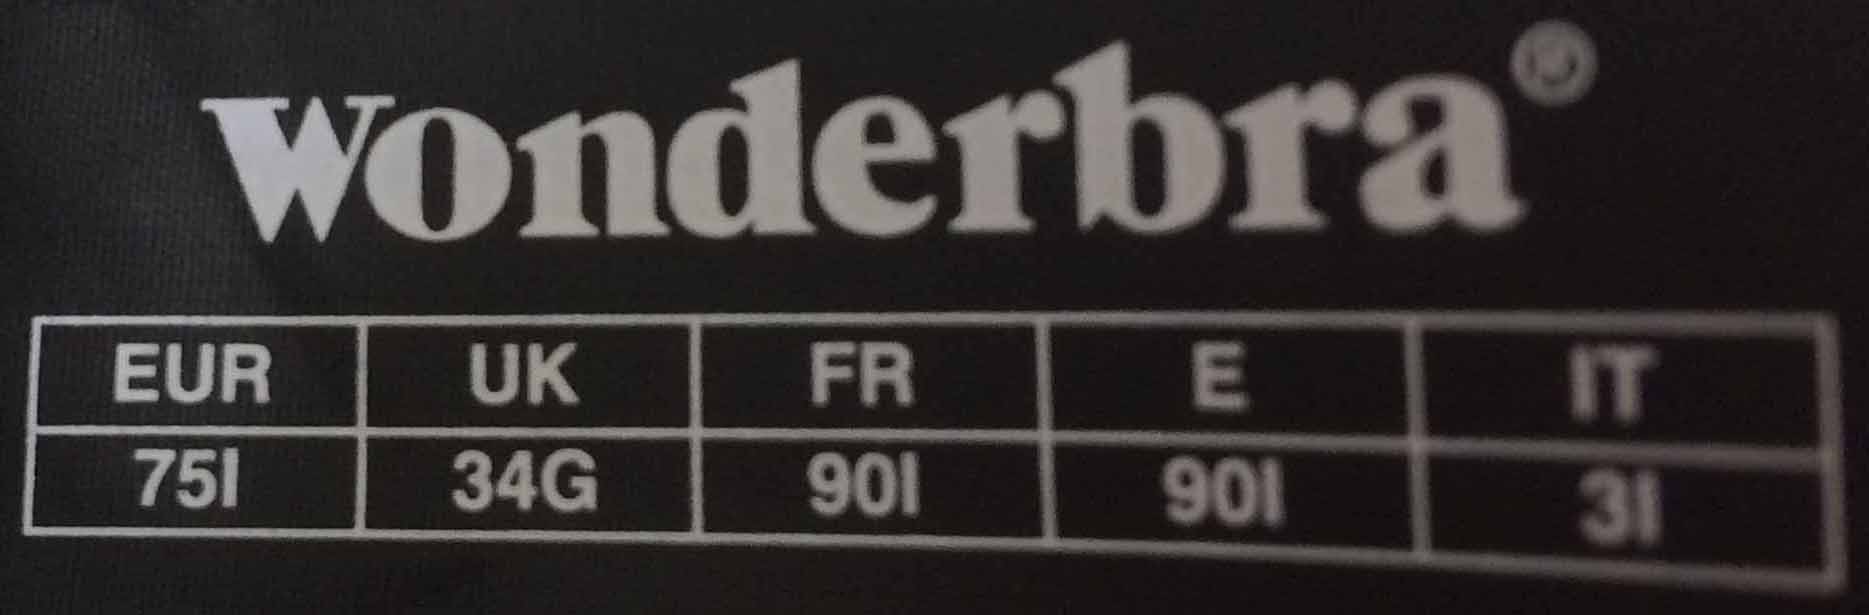 Wonderbra®
EUR UK FR E IT
75I 34G 90I 90I 3I